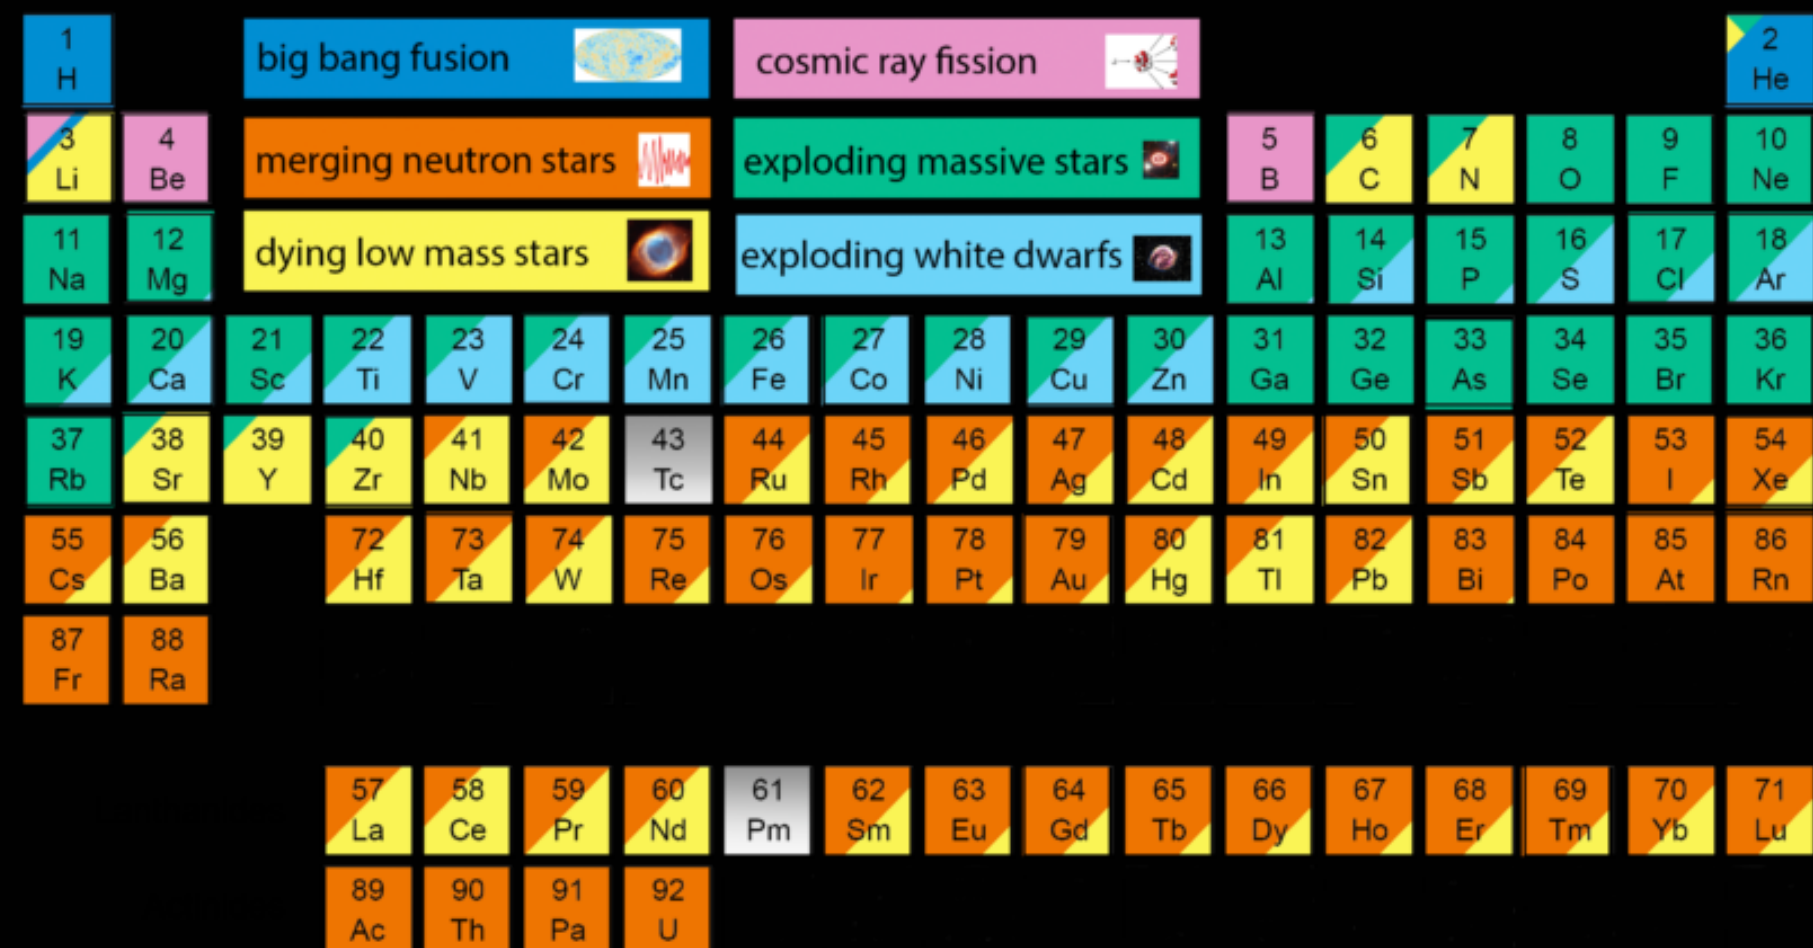 1 H
big bang fusion
cosmic ray fission
2 He
3 Li
4 Be
merging neutron stars
exploding massive stars
5 B
6 C
7 N
8 O
9 F
10 Ne
11 Na
12 Mg
dying low mass stars
exploding white dwarfs
13 Al
14 Si
15 P
16 S
17 Cl
18 Ar
19 K
20 Ca
21 Sc
22 Ti
23 V
24 Cr
25 Mn
26 Fe
27 Co
28 Ni
29 Cu
30 Zn
31 Ga
32 Ge
33 As
34 Se
35 Br
36 Kr
37 Rb
38 Sr
39 Y
40 Zr
41 Nb
42 Mo
43 Tc
44 Ru
45 Rh
46 Pd
47 Ag
48 Cd
49 In
50 Sn
51 Sb
52 Te
53 I
54 Xe
55 Cs
56 Ba
72 Hf
73 Ta
74 W
75 Re
76 Os
77 Ir
78 Pt
79 Au
80 Hg
81 Tl
82 Pb
83 Bi
84 Po
85 At
86 Rn
87 Fr
88 Ra
57 La
58 Ce
59 Pr
60 Nd
61 Pm
62 Sm
63 Eu
64 Gd
65 Tb
66 Dy
67 Ho
68 Er
69 Tm
70 Yb
71 Lu
89 Ac
90 Th
91 Pa
92 U